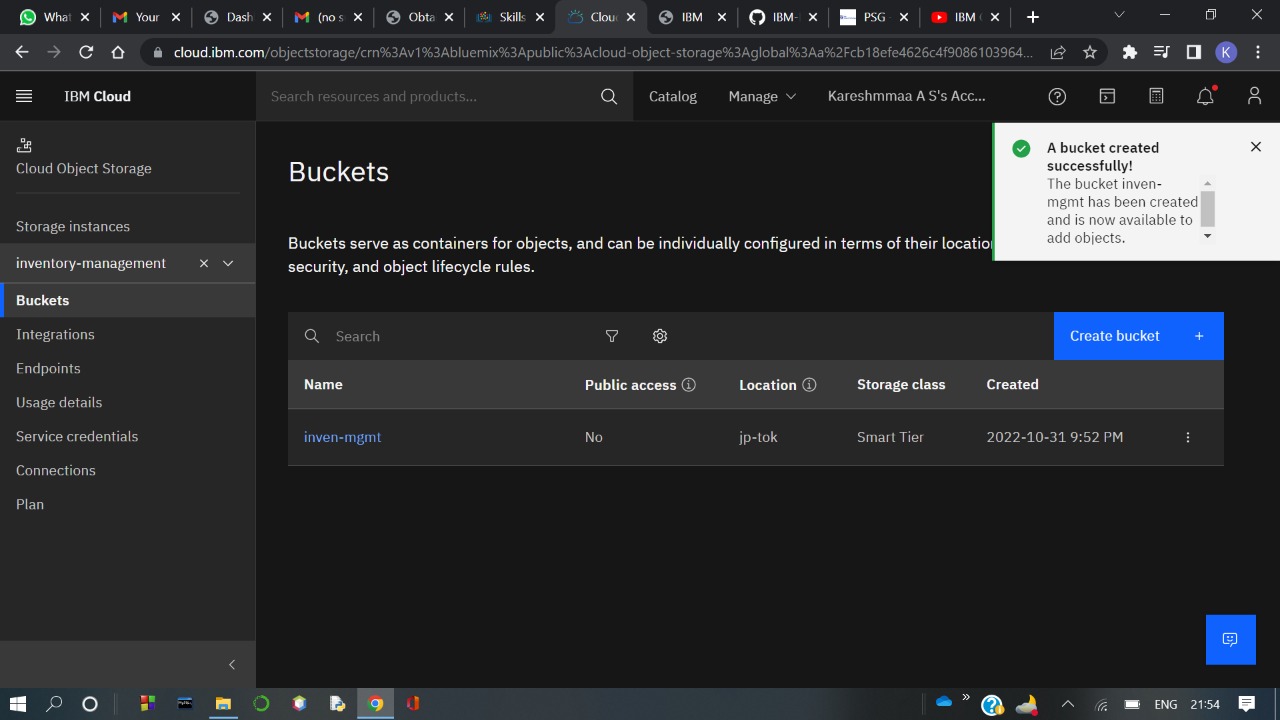 What
Your
Dash
(no s
Obta
Skills
Clou
IBM
IBM-
PSG
IBM
cloud.ibm.com/objectstorage/crn%3Av1%3Abluemix%3Apublic%3Acloud-object-storage%3Aglobal%3Aa%2Fcb18efe4626c4f9086103964...
K
IBM Cloud
Search resources and products...
Catalog
Manage
Kareshmmaa A S's Acc...
Cloud Object Storage
Storage instances
inventory-management
Buckets
Integrations
Endpoints
Usage details
Service credentials
Connections
Plan
Buckets
A bucket created
successfully!
The bucket inven-
mgmt has been created
and is now available to
add objects.
Buckets serve as containers for objects, and can be individually configured in terms of their location
security, and object lifecycle rules.
Search
Create bucket +
Name Public access Location Storage class Created
inven-mgmt No jp-tok Smart Tier 2022-10-31 9:52 PM
ENG 21:54